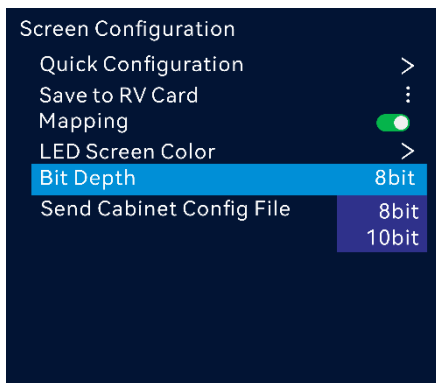 Screen Configuration
Quick Configuration >
Save to RV Card ⋮
Mapping
LED Screen Color >
Bit Depth 8bit
Send Cabinet Config File 8bit
10bit